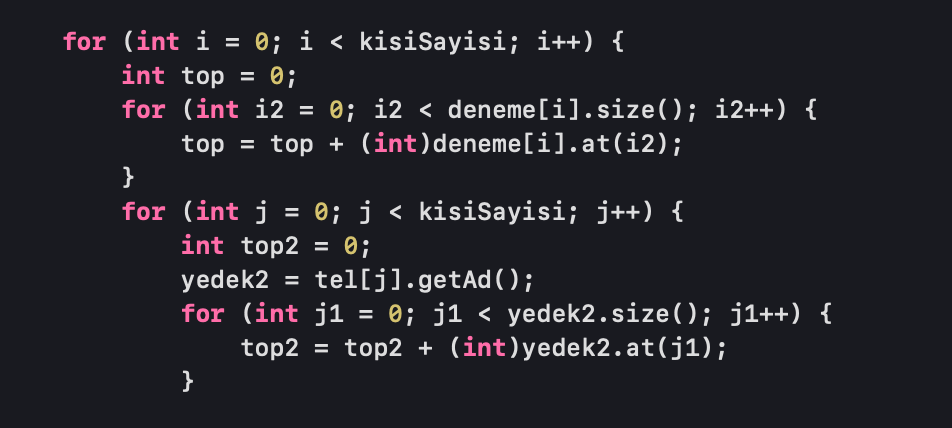 for (int i = 0; i < kisiSayisi; i++) {
    int top = 0;
    for (int i2 = 0; i2 < deneme[i].size(); i2++) {
        top = top + (int)deneme[i].at(i2);
    }
    for (int j = 0; j < kisiSayisi; j++) {
        int top2 = 0;
        yedek2 = tel[j].getAd();
        for (int j1 = 0; j1 < yedek2.size(); j1++) {
            top2 = top2 + (int)yedek2.at(j1);
        }